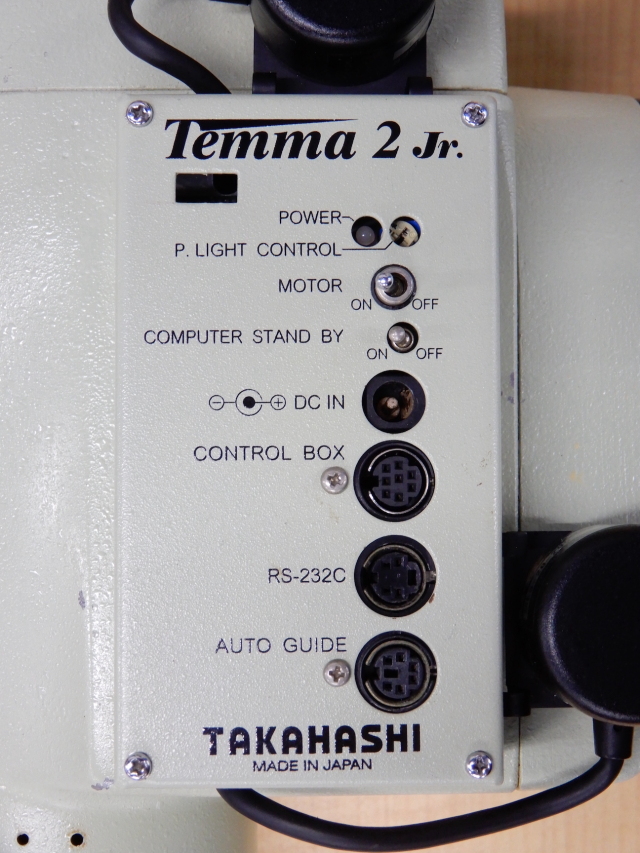 Temma 2 Jr.
POWER
P. LIGHT CONTROL
MOTOR
ON OFF
COMPUTER STAND BY
ON OFF
DC IN
CONTROL BOX
RS-232C
AUTO GUIDE
TAKAHASHI
MADE IN JAPAN